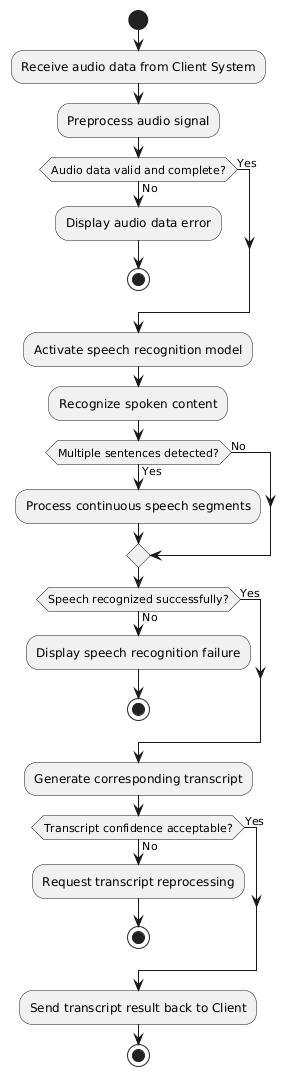 Receive audio data from Client System
Preprocess audio signal
Audio data valid and complete?
Yes
No
Display audio data error
Activate speech recognition model
Recognize spoken content
Multiple sentences detected?
No
Yes
Process continuous speech segments
Speech recognized successfully?
Yes
No
Display speech recognition failure
Generate corresponding transcript
Transcript confidence acceptable?
Yes
No
Request transcript reprocessing
Send transcript result back to Client